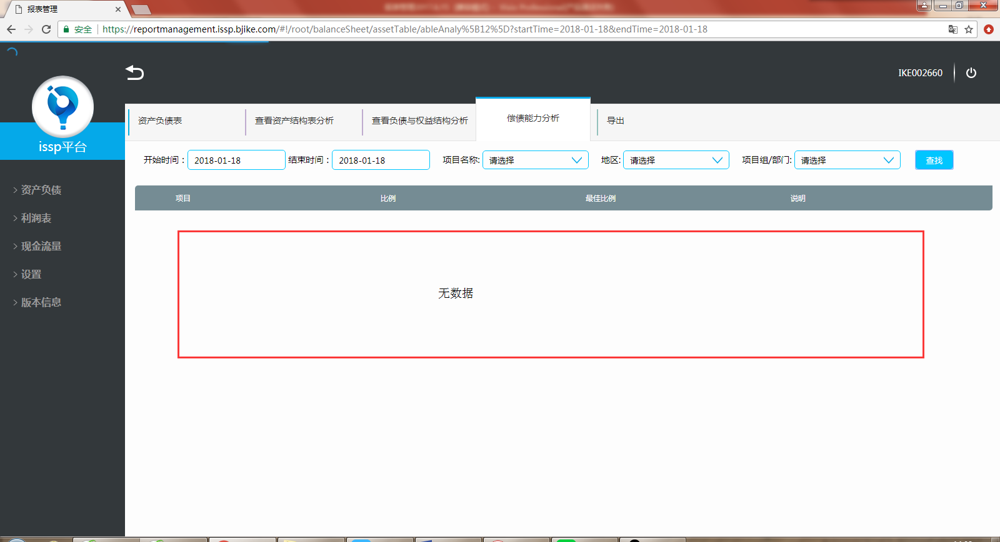 报表管理
安全
https://reportmanagement.issp.bjike.com/#!/root/balanceSheet/assetTable/ableAnaly%5B12%5D?startTime=2018-01-18&endTime=2018-01-18
IKE002660
issp平台
资产负债表 查看资产结构表分析 查看负债与权益结构分析 偿债能力分析 导出
开始时间： 2018-01-18 结束时间： 2018-01-18 项目名称: 请选择 地区: 请选择 项目组/部门: 请选择 查找
项目 比例 最佳比例 说明
无数据
> 资产负债
> 利润表
> 现金流量
> 设置
> 版本信息